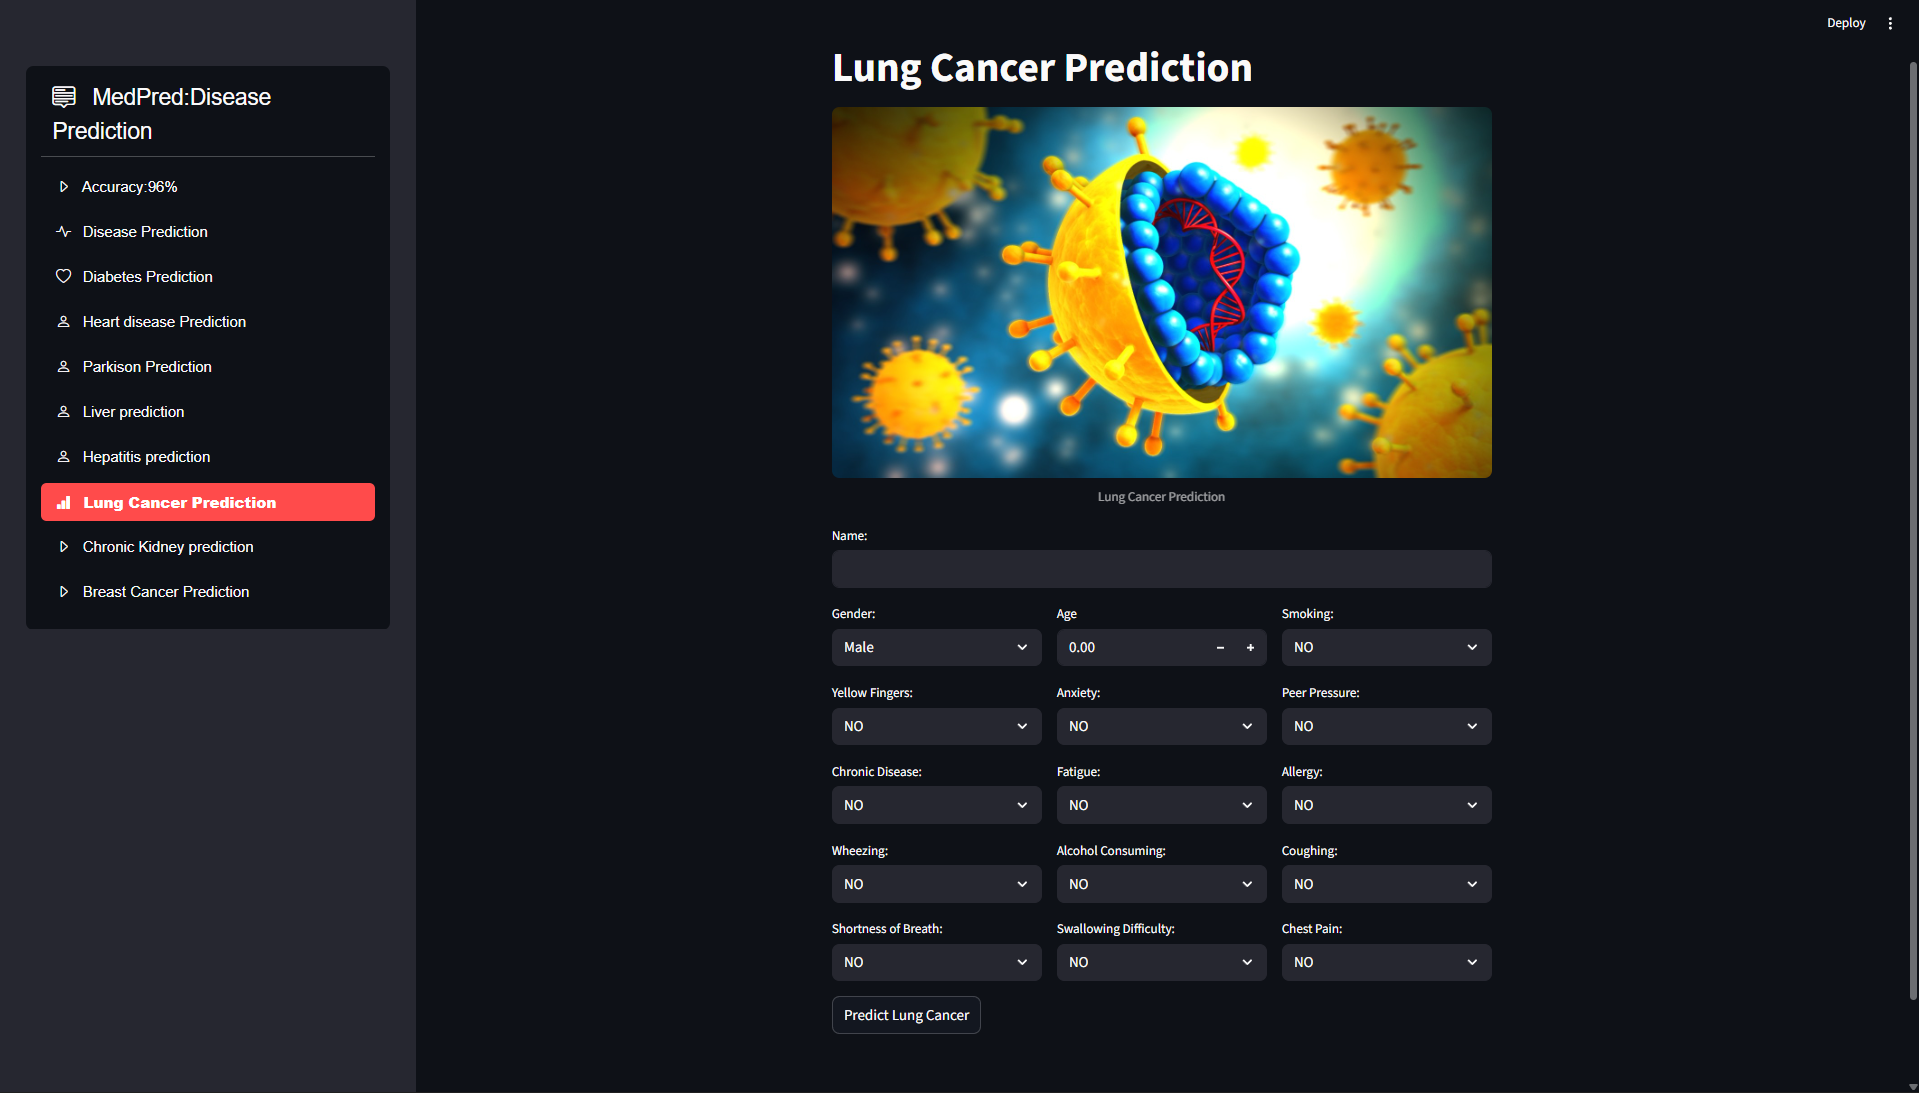 Deploy
MedPred:Disease
Prediction
Accuracy:96%
Disease Prediction
Diabetes Prediction
Heart disease Prediction
Parkison Prediction
Liver prediction
Hepatitis prediction
Lung Cancer Prediction
Chronic Kidney prediction
Breast Cancer Prediction
Lung Cancer Prediction
Lung Cancer Prediction
Name:
Gender: Age Smoking:
Male 0.00 NO
Yellow Fingers: Anxiety: Peer Pressure:
NO NO NO
Chronic Disease: Fatigue: Allergy:
NO NO NO
Wheezing: Alcohol Consuming: Coughing:
NO NO NO
Shortness of Breath: Swallowing Difficulty: Chest Pain:
NO NO NO
Predict Lung Cancer